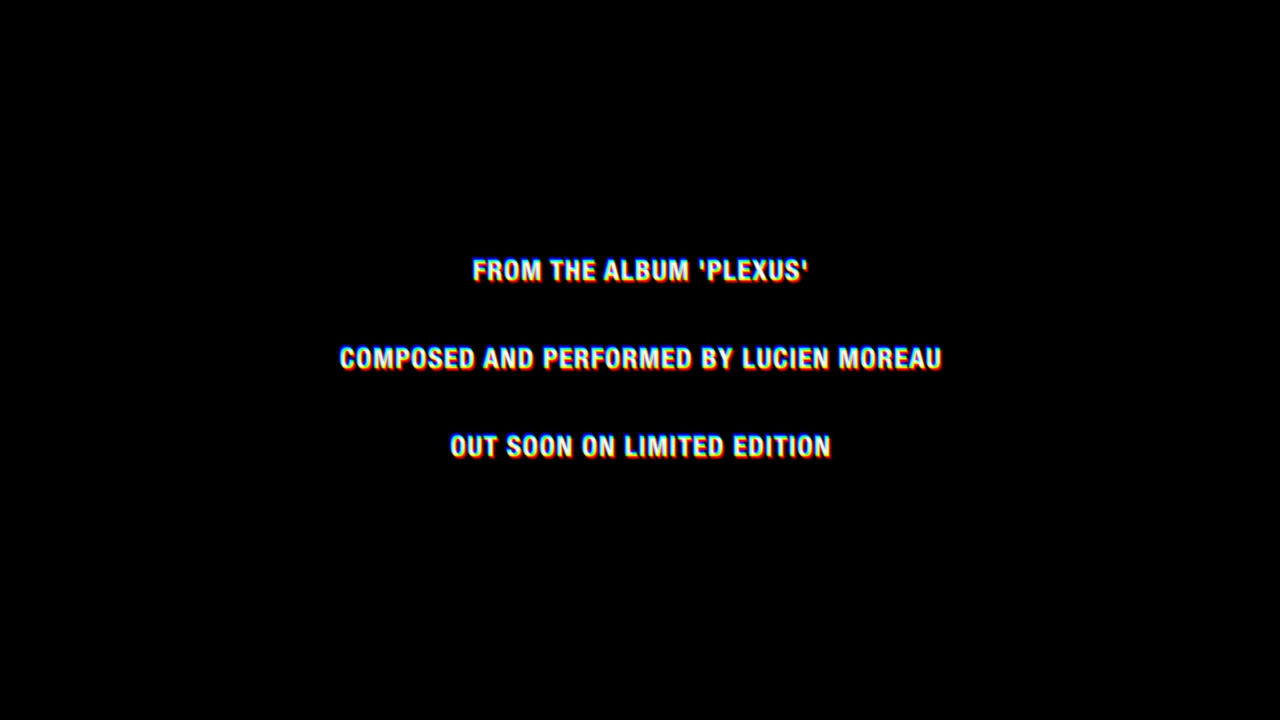 FROM THE ALBUM 'PLEXUS'
COMPOSED AND PERFORMED BY LUCIEN MOREAU
OUT SOON ON LIMITED EDITION